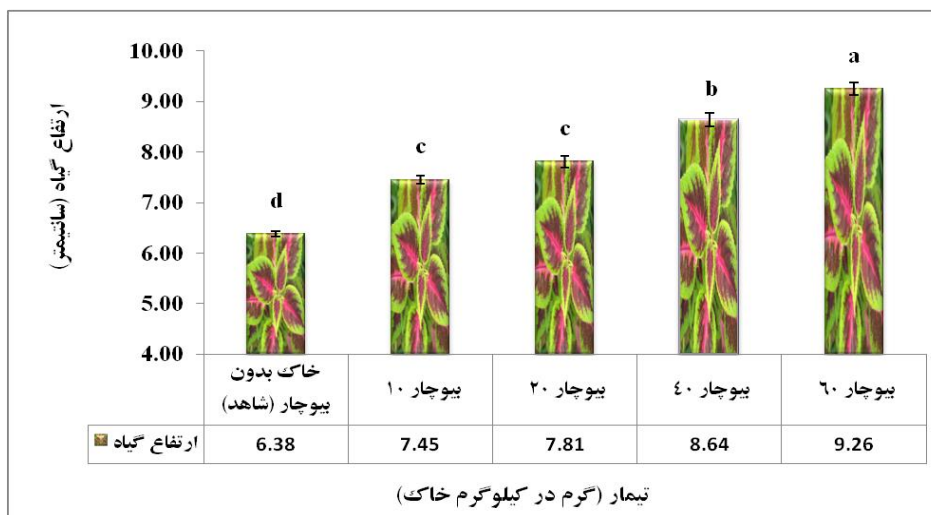 ارتفاع گیاه (سانتیمتر)
10.00
9.00
8.00
7.00
6.00
5.00
4.00
d
c
c
b
a
خاک بدون
بیوچار (شاهد)
بیوچار ۱۰
بیوچار ۲۰
بیوچار ٤۰
بیوچار ٦۰
ارتفاع گیاه
6.38
7.45
7.81
8.64
9.26
تیمار (گرم در کیلوگرم خاک)